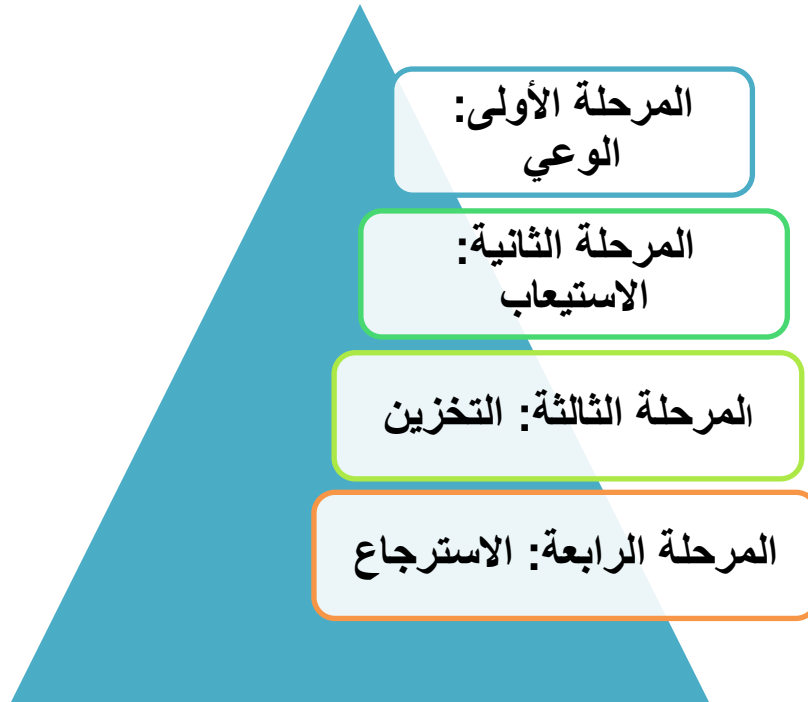 المرحلة الأولى:
الوعي
المرحلة الثانية:
الاستيعاب
المرحلة الثالثة: التخزين
المرحلة الرابعة: الاسترجاع